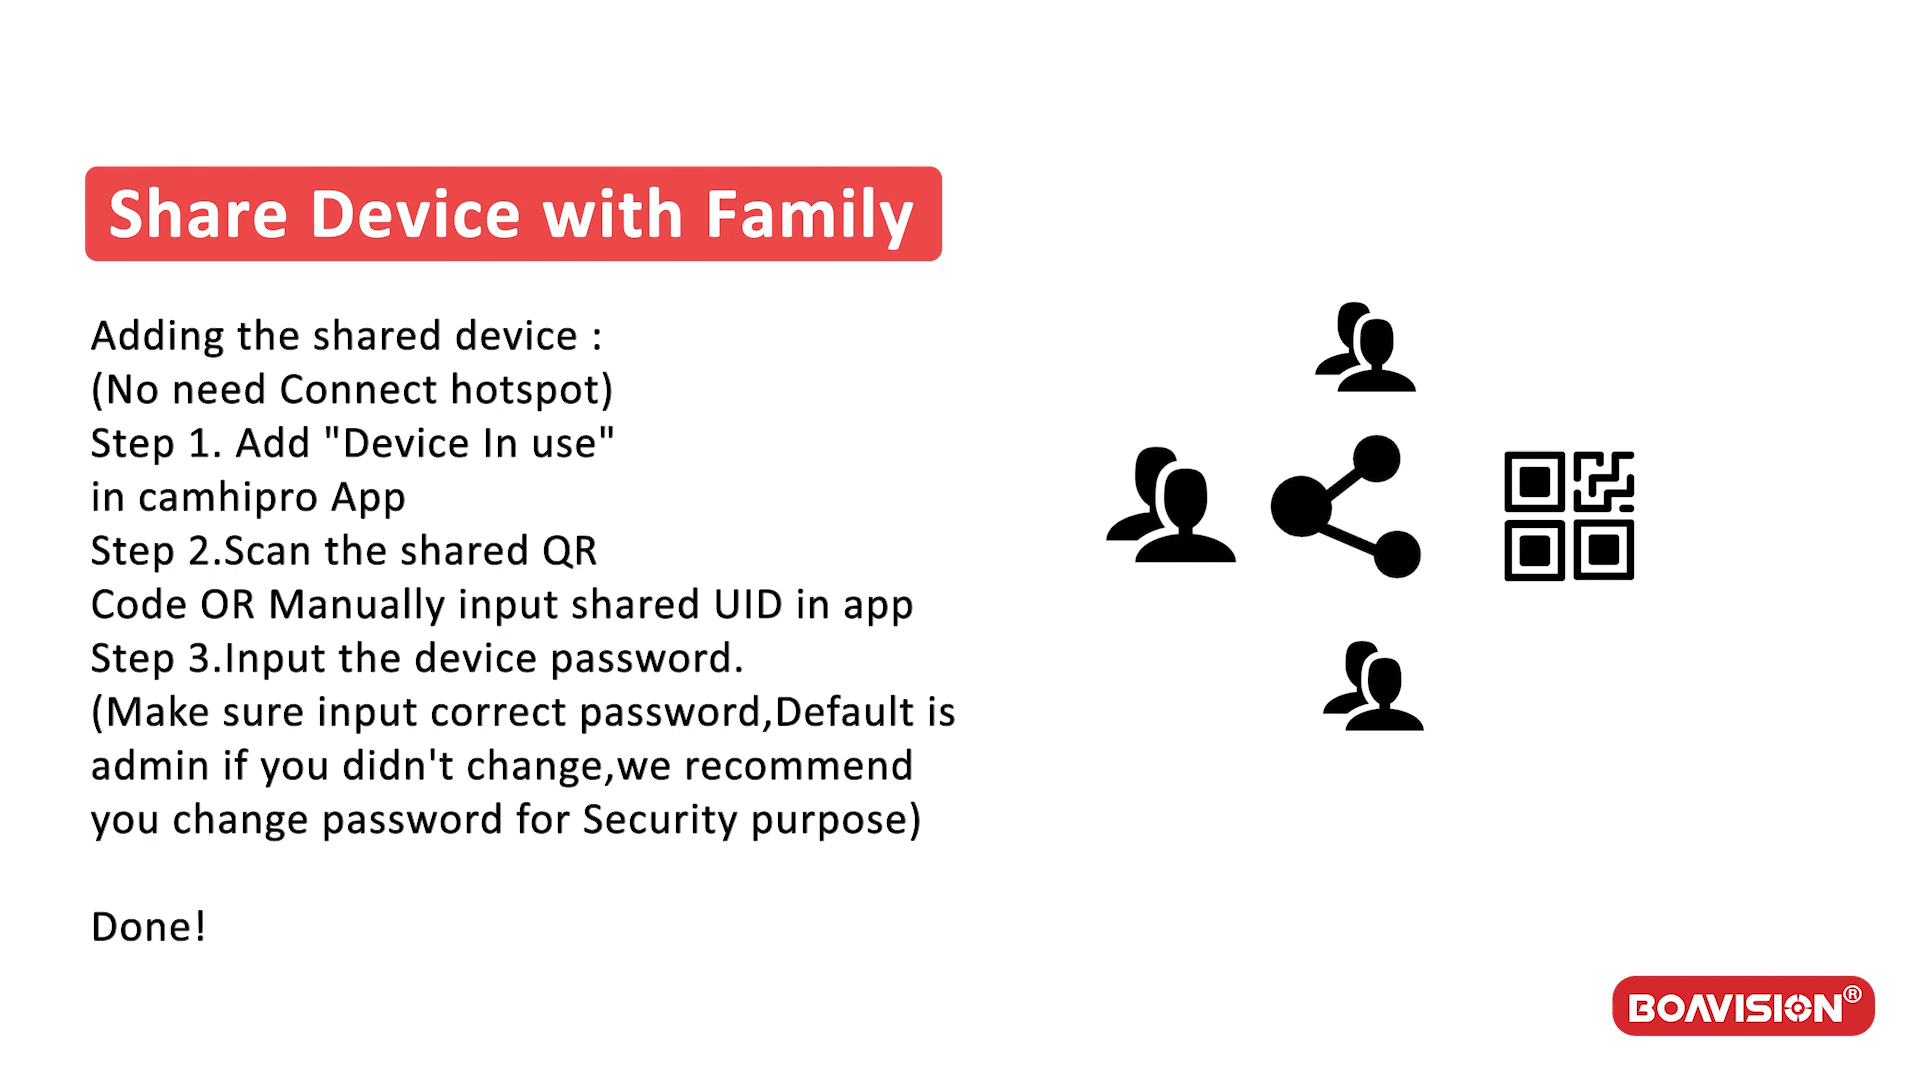 Share Device with Family
Adding the shared device :
(No need Connect hotspot)
Step 1. Add "Device In use"
in camhipro App
Step 2.Scan the shared QR
Code OR Manually input shared UID in app
Step 3.Input the device password.
(Make sure input correct password,Default is
admin if you didn't change,we recommend
you change password for Security purpose)
Done!
BOAVISION®